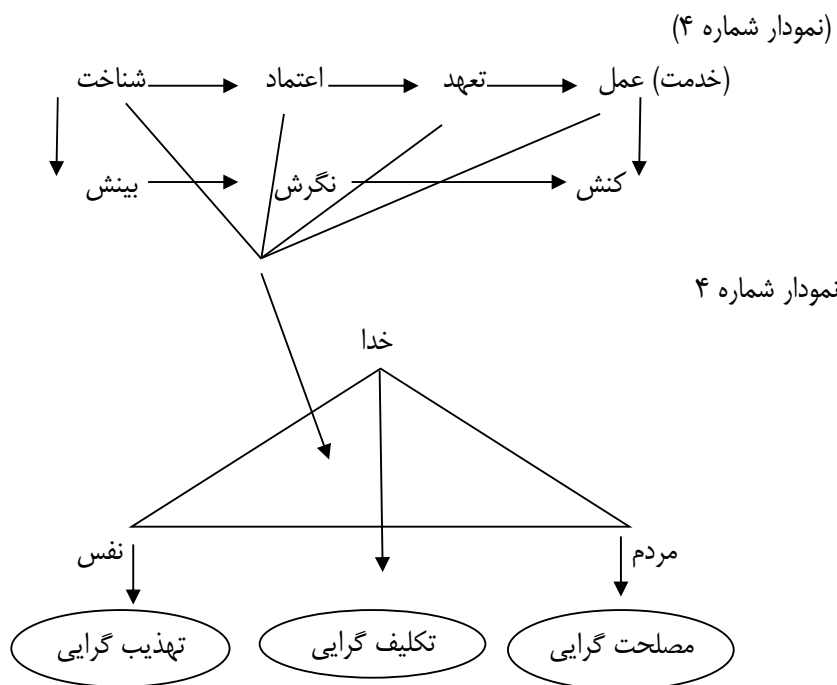 (نمودار شماره ۴)
شناخت اعتماد تعهد عمل (خدمت)
بینش نگرش کنش
نمودار شماره ۴
خدا
نفس مردم
تهذیب گرایی تکلیف گرایی مصلحت گرایی